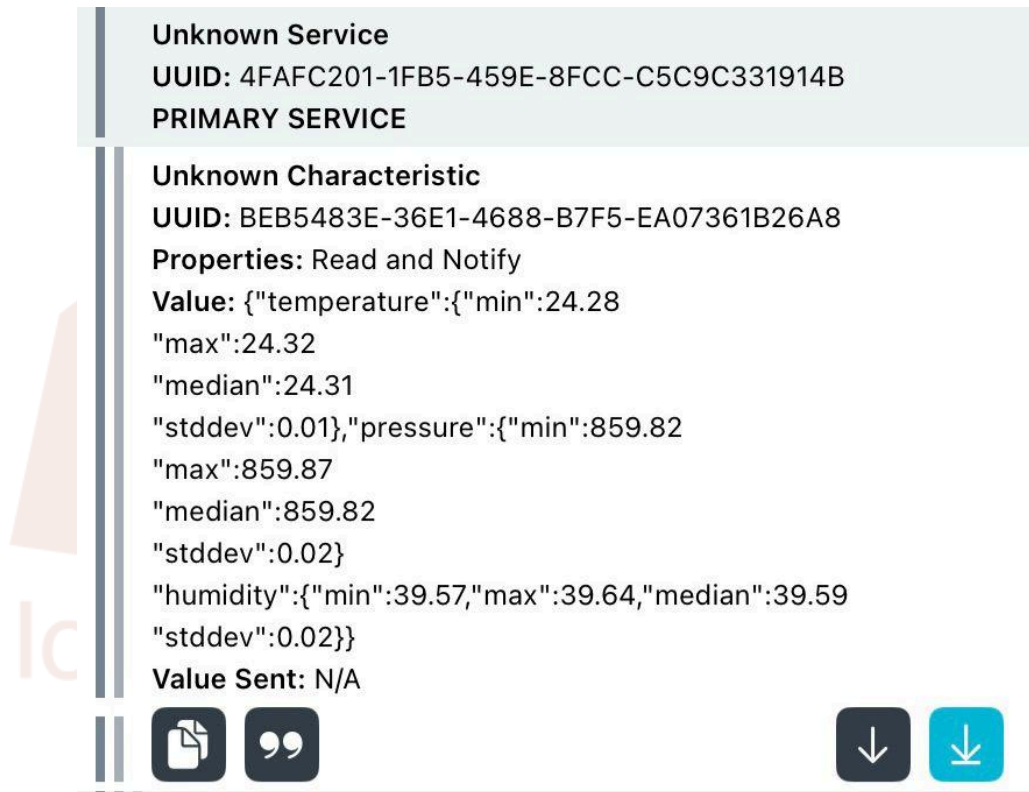 Unknown Service
UUID: 4FAFC201-1FB5-459E-8FCC-C5C9C331914B
PRIMARY SERVICE
Unknown Characteristic
UUID: BEB5483E-36E1-4688-B7F5-EA07361B26A8
Properties: Read and Notify
Value: {"temperature":{"min":24.28
"max":24.32
"median":24.31
"stddev":0.01},"pressure":{"min":859.82
"max":859.87
"median":859.82
"stddev":0.02}
"humidity":{"min":39.57,"max":39.64,"median":39.59
"stddev":0.02}}
Value Sent: N/A